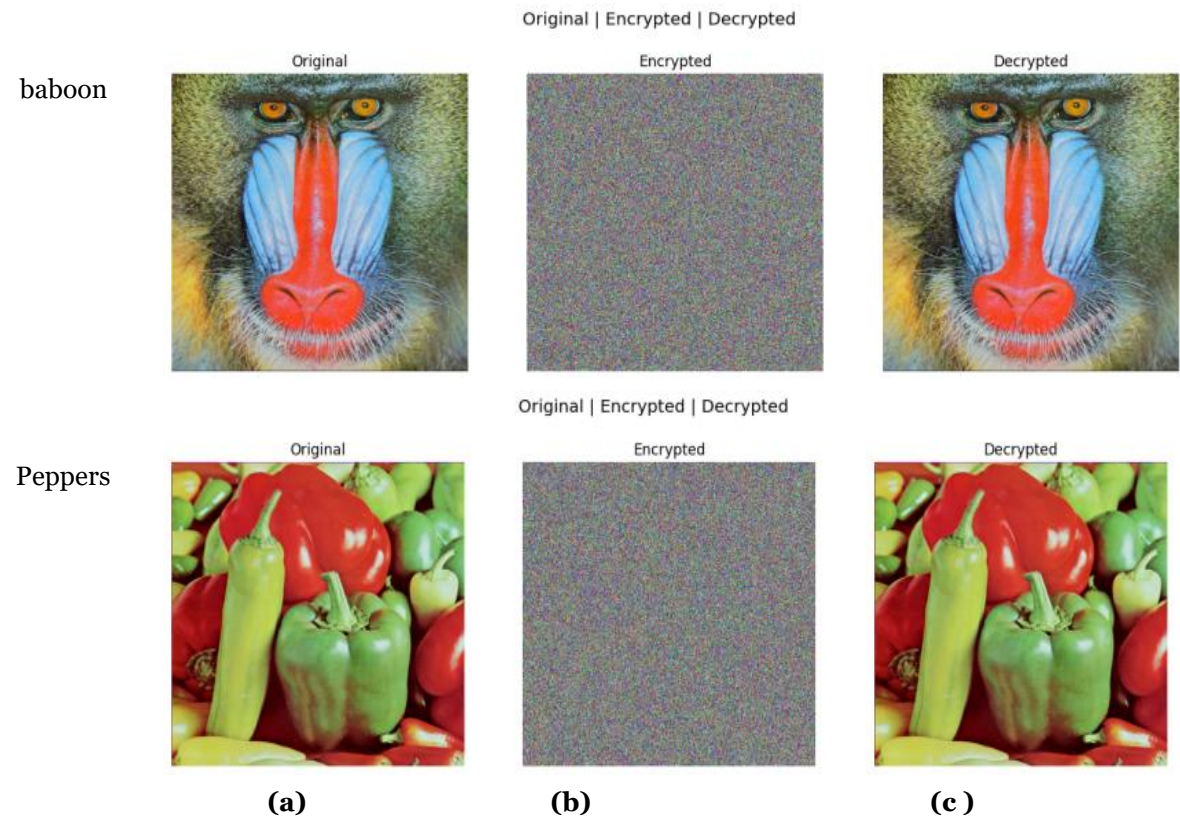 Original | Encrypted | Decrypted
Original Encrypted Decrypted
baboon
Original | Encrypted | Decrypted
Original Encrypted Decrypted
Peppers
(a) (b) (c )